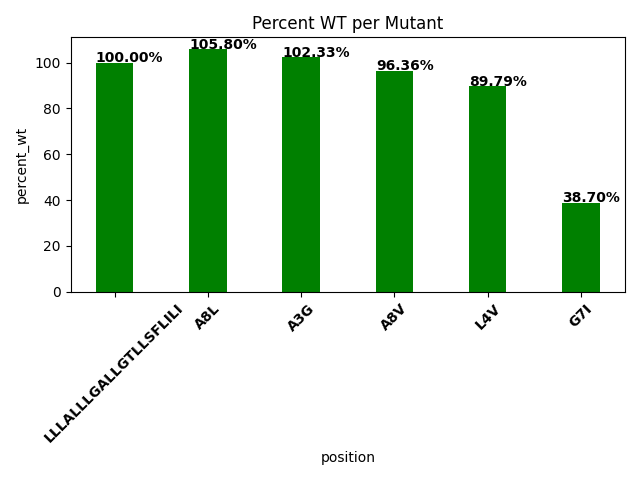 Percent WT per Mutant
100.00%
105.80%
102.33%
96.36%
89.79%
38.70%
percent_wt
100
80
60
40
20
0
LLLALLLGALLGTLLSFLILI
A8L
A3G
A8V
L4V
G7I
position